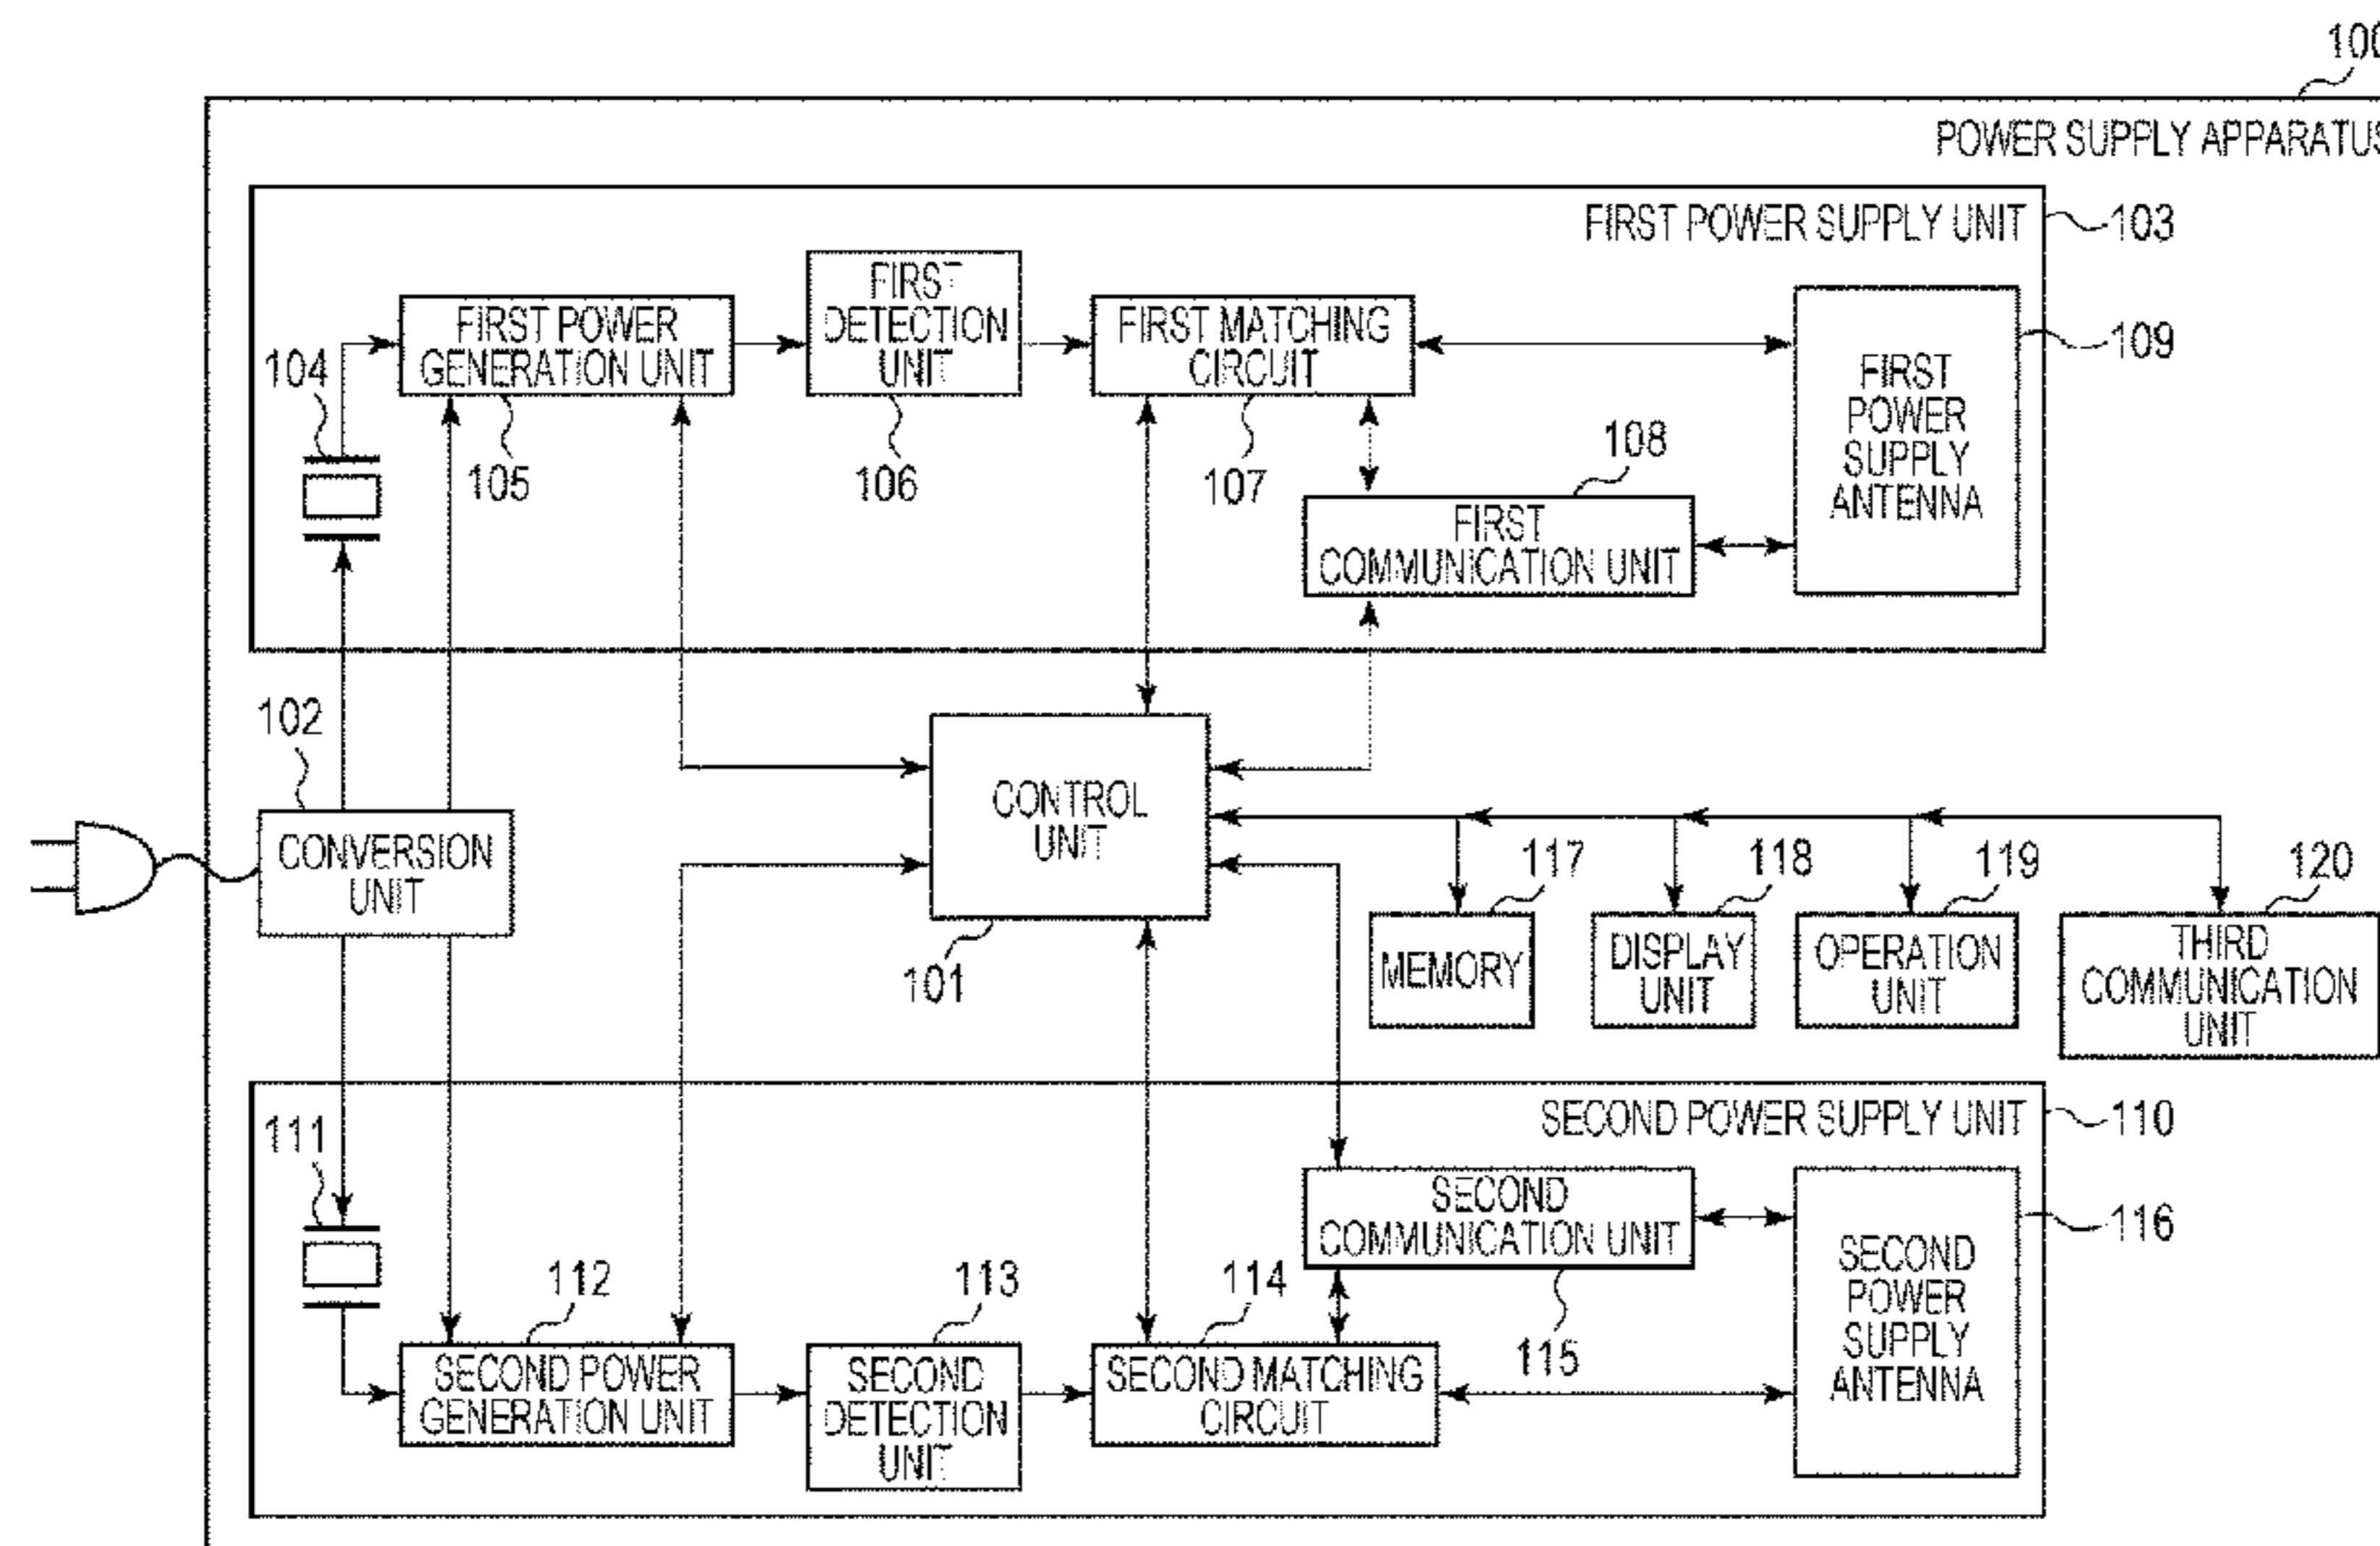 100
POWER SUPPLY APPARATUS
FIRST POWER SUPPLY UNIT
103
104
FIRST POWER
GENERATION UNIT
105
FIRST
DETECTION
UNIT
106
FIRST MATCHING
CIRCUIT
107
108
FIRST
COMMUNICATION UNIT
FIRST
POWER
SUPPLY
ANTENNA
109
102
CONVERSION
UNIT
CONTROL
UNIT
101
117
MEMORY
118
DISPLAY
UNIT
119
OPERATION
UNIT
120
THIRD
COMMUNICATION
UNIT
SECOND POWER SUPPLY UNIT
110
111
112
SECOND POWER
GENERATION UNIT
113
SECOND
DETECTION
UNIT
114
SECOND MATCHING
CIRCUIT
SECOND
COMMUNICATION UNIT
115
SECOND
POWER
SUPPLY
ANTENNA
116